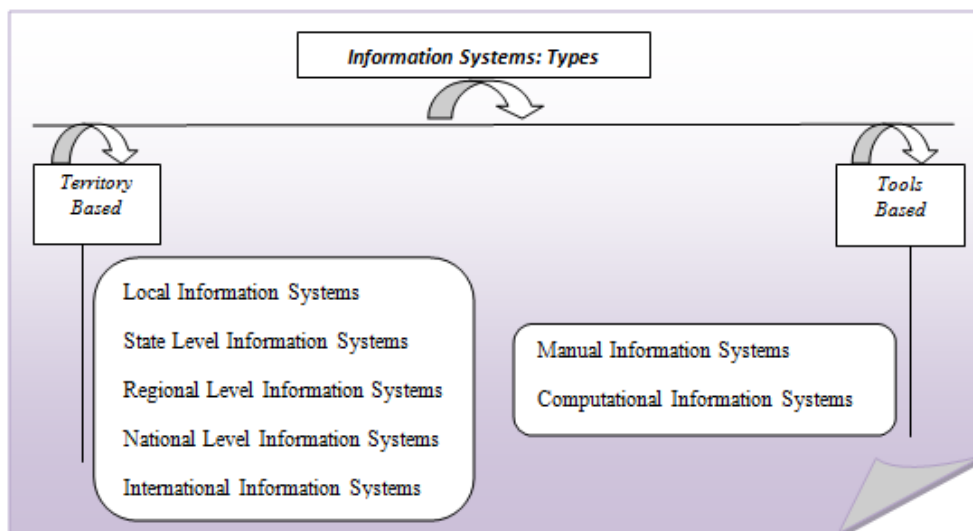 Information Systems: Types
Territory
Based
Tools
Based
Local Information Systems
State Level Information Systems
Regional Level Information Systems
National Level Information Systems
International Information Systems
Manual Information Systems
Computational Information Systems